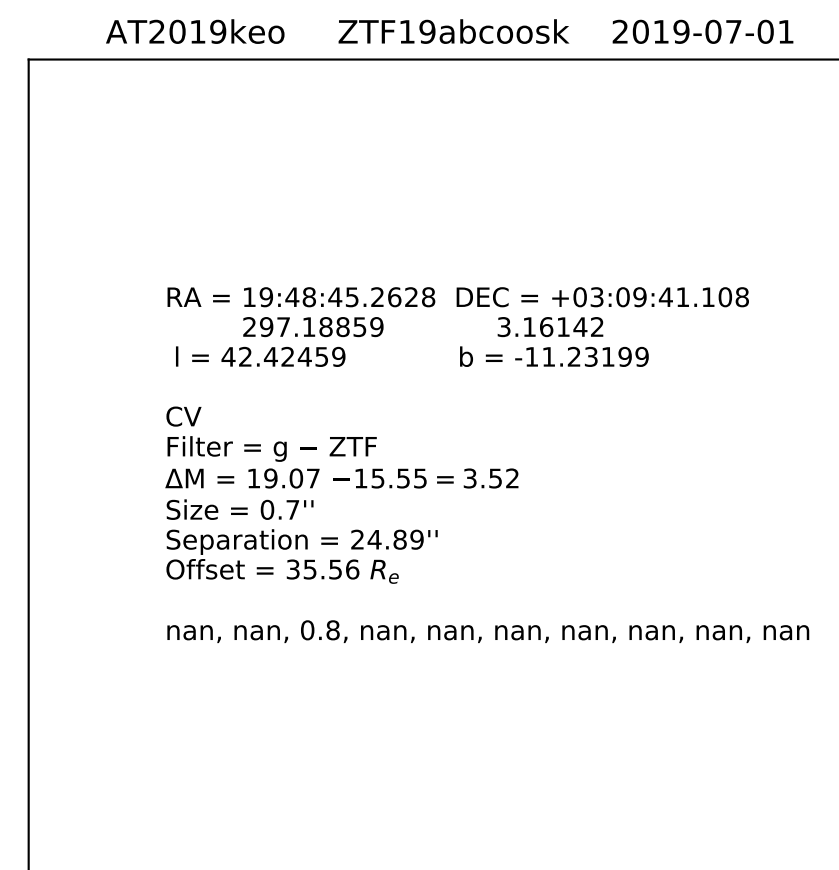 AT2019keo ZTF19abcoosk 2019-07-01
RA = 19:48:45.2628 DEC = +03:09:41.108
297.18859 3.16142
l = 42.42459 b = -11.23199
CV
Filter = g − ZTF
ΔM = 19.07 −15.55 = 3.52
Size = 0.7''
Separation = 24.89''
Offset = 35.56 Rₑ
nan, nan, 0.8, nan, nan, nan, nan, nan, nan, nan